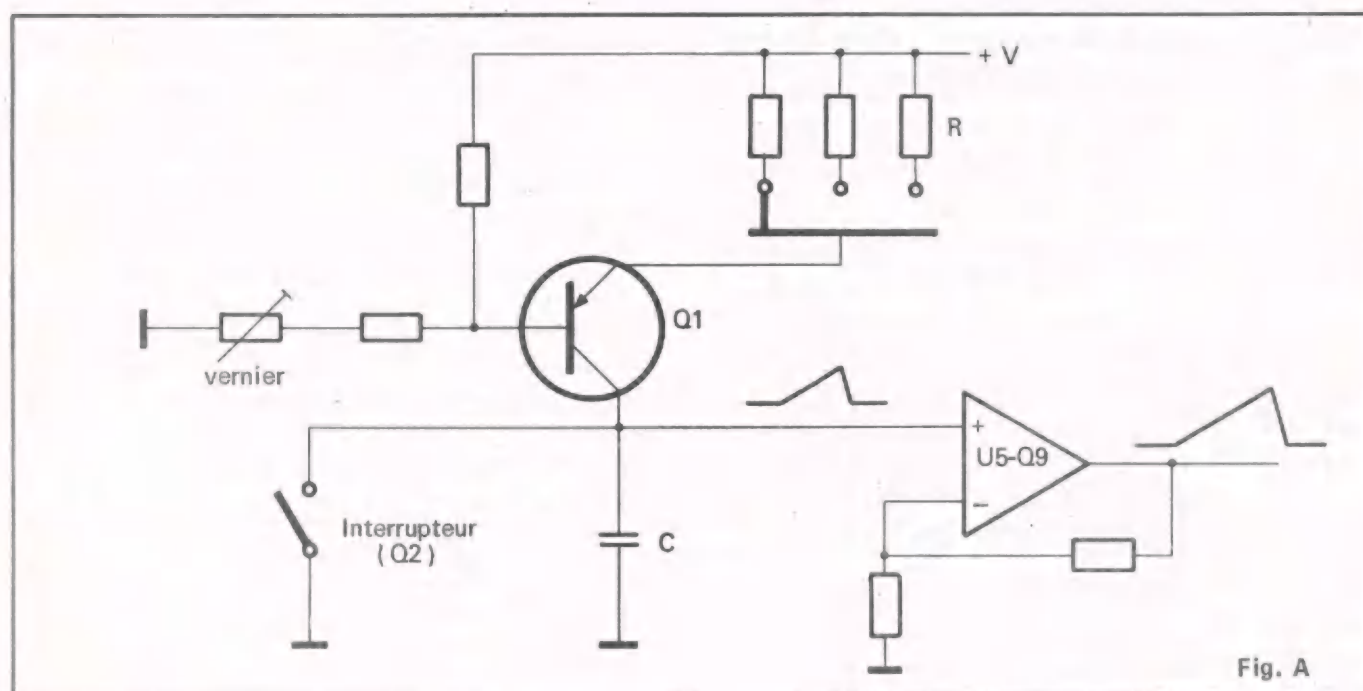 + V
R
Q1
vernier
+
U5-Q9
−
Interrupteur
( Q2 )
C
Fig. A